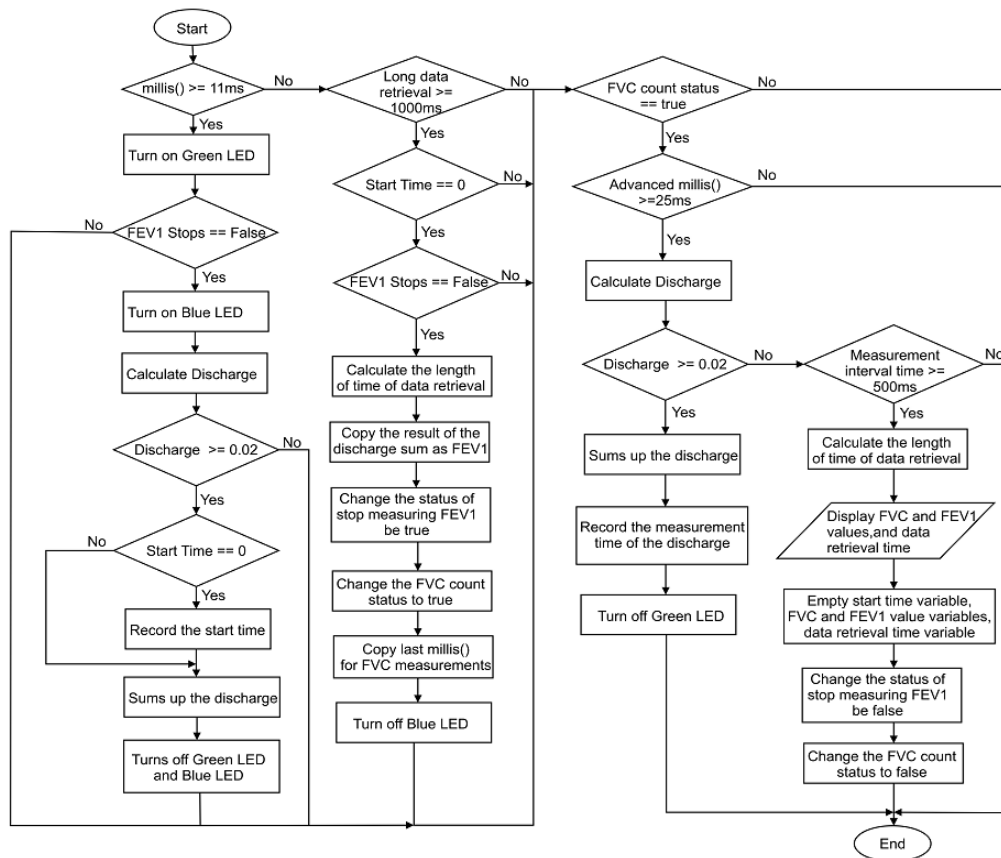 Start
millis() >= 11ms
No
Yes
Turn on Green LED
No
FEV1 Stops == False
Yes
Turn on Blue LED
Calculate Discharge
Discharge >= 0.02
No
Yes
No
Start Time == 0
Yes
Record the start time
Sums up the discharge
Turns off Green LED
and Blue LED
Long data
retrieval >=
1000ms
No
Yes
Start Time == 0
No
FEV1 Stops == False
No
Yes
Calculate the length
of time of data retrieval
Copy the result of the
discharge sum as FEV1
Change the status of
stop measuring FEV1
be true
Change the FVC count
status to true
Copy last millis()
for FVC measurements
Turn off Blue LED
FVC count status
== true
No
Yes
Advanced millis()
>=25ms
No
Yes
Calculate Discharge
Discharge >= 0.02
No
Yes
Sums up the discharge
Record the measurement
time of the discharge
Turn off Green LED
Measurement
interval time >=
500ms
No
Yes
Calculate the length
of time of data retrieval
Display FVC and FEV1
values,and data
retrieval time
Empty start time variable,
FVC and FEV1 value variables,
data retrieval time variable
Change the status of
stop measuring FEV1
be false
Change the FVC count
status to false
End